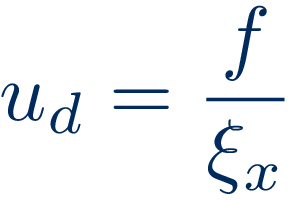 u_d = \frac{f}{\xi_x}